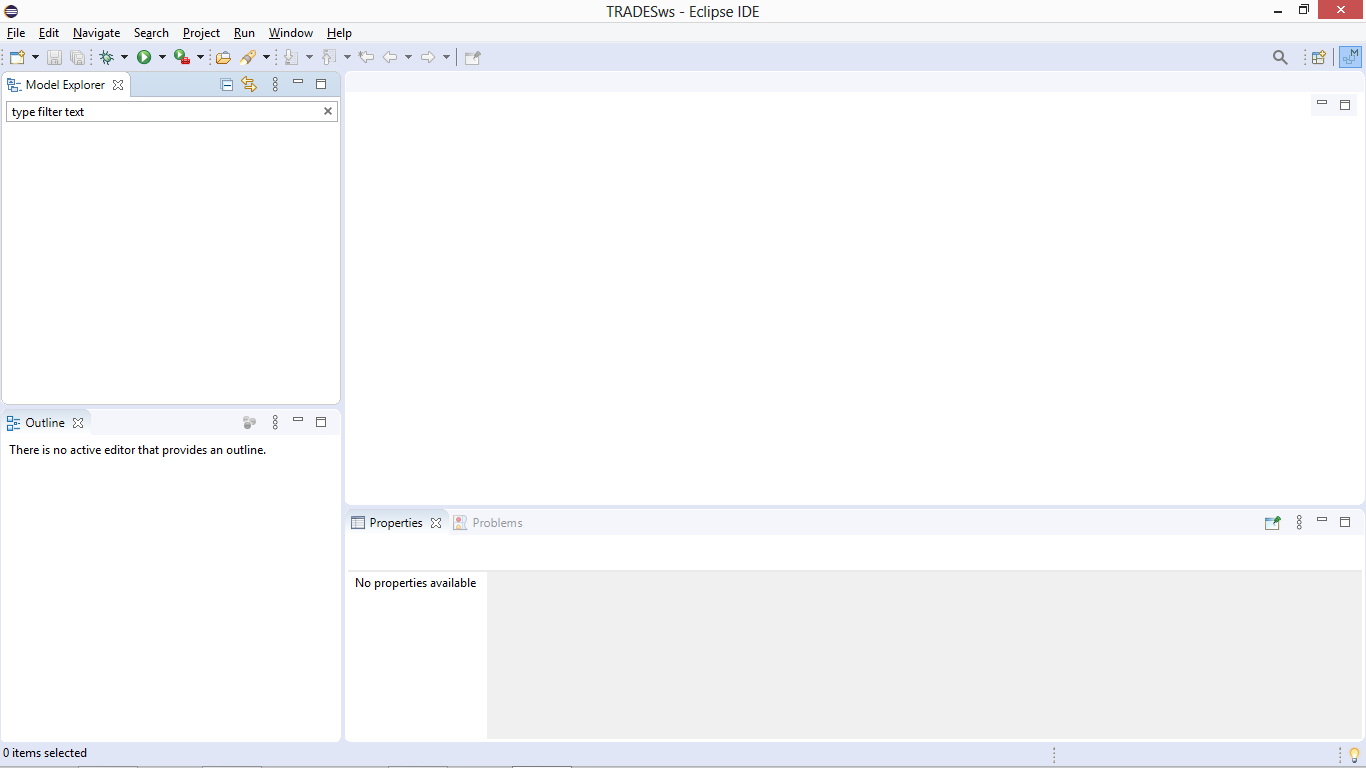 TRADESws - Eclipse IDE
File Edit Navigate Search Project Run Window Help
M
Model Explorer
type filter text
Outline
There is no active editor that provides an outline.
Properties Problems
No properties available
0 items selected